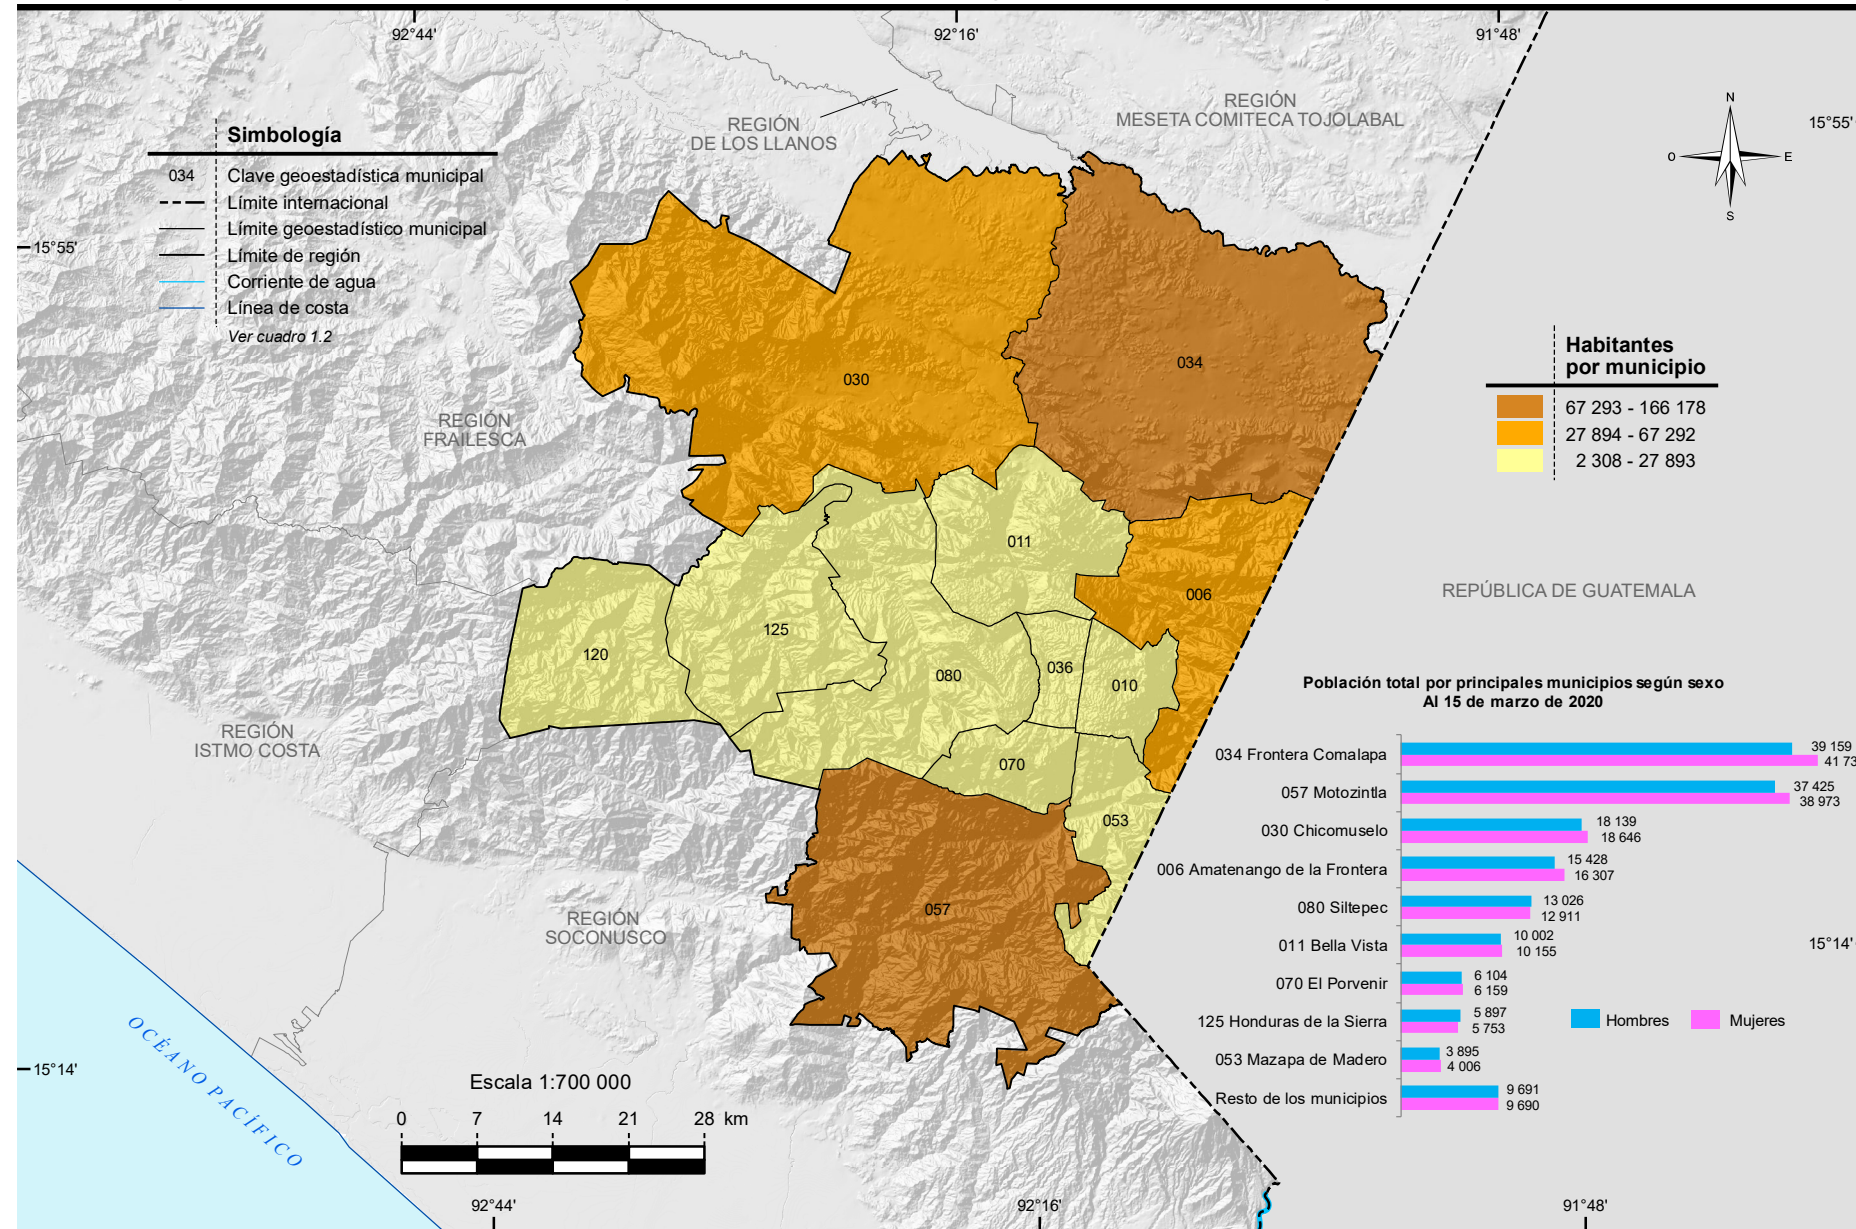 92°44'
92°16'
91°48'
REGIÓN
MESETA COMITECA TOJOLABAL
REGIÓN
DE LOS LLANOS
15°55'
N
O
E
S
Simbología
034 Clave geoestadística municipal
Límite internacional
Límite geoestadístico municipal
Límite de región
Corriente de agua
Línea de costa
Ver cuadro 1.2
15°55'
Habitantes
por municipio
67 293 - 166 178
27 894 - 67 292
2 308 - 27 893
034
030
REGIÓN
FRAILESCA
011
006
REPÚBLICA DE GUATEMALA
125
120
036
080
010
REGIÓN
ISTMO COSTA
070
053
057
REGIÓN
SOCONUSCO
Población total por principales municipios según sexo
Al 15 de marzo de 2020
034 Frontera Comalapa
39 159
41 73
057 Motozintla
37 425
38 973
030 Chicomuselo
18 139
18 646
006 Amatenango de la Frontera
15 428
16 307
080 Siltepec
13 026
12 911
011 Bella Vista
10 002
10 155
070 El Porvenir
6 104
6 159
125 Honduras de la Sierra
5 897
5 753
053 Mazapa de Madero
3 895
4 006
Resto de los municipios
9 691
9 690
Hombres
Mujeres
15°14'
15°14'
OCÉANO PACÍFICO
Escala 1:700 000
0 7 14 21 28 km
92°44'
92°16'
91°48'